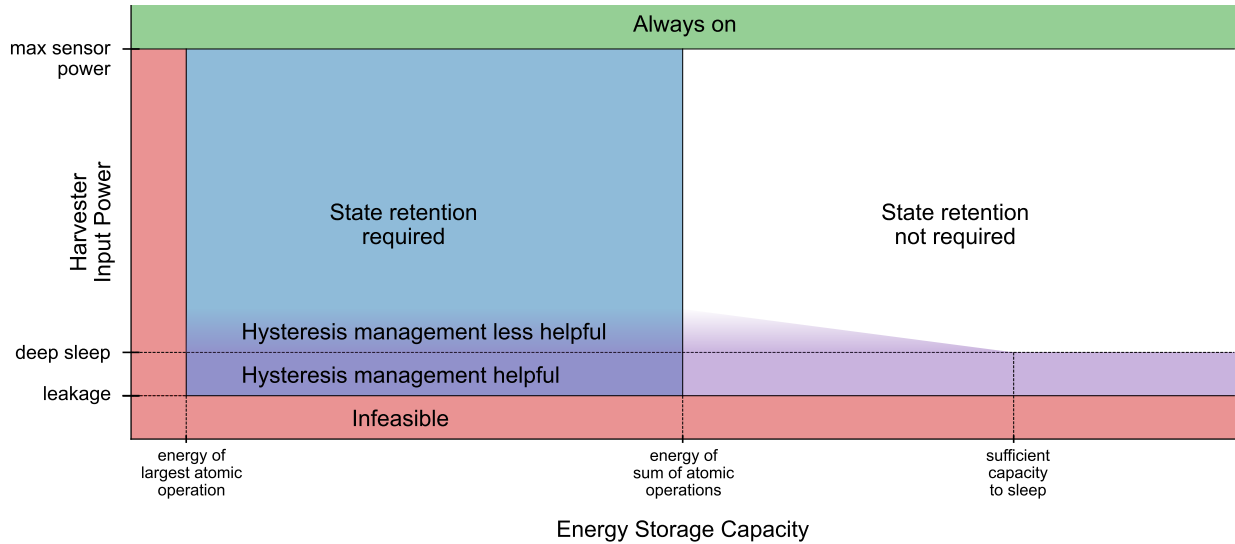 Always on
max sensor
power
Harvester
Input Power
State retention
required
State retention
not required
Hysteresis management less helpful
deep sleep
Hysteresis management helpful
leakage
Infeasible
energy of
largest atomic
operation
energy of
sum of atomic
operations
sufficient
capacity
to sleep
Energy Storage Capacity